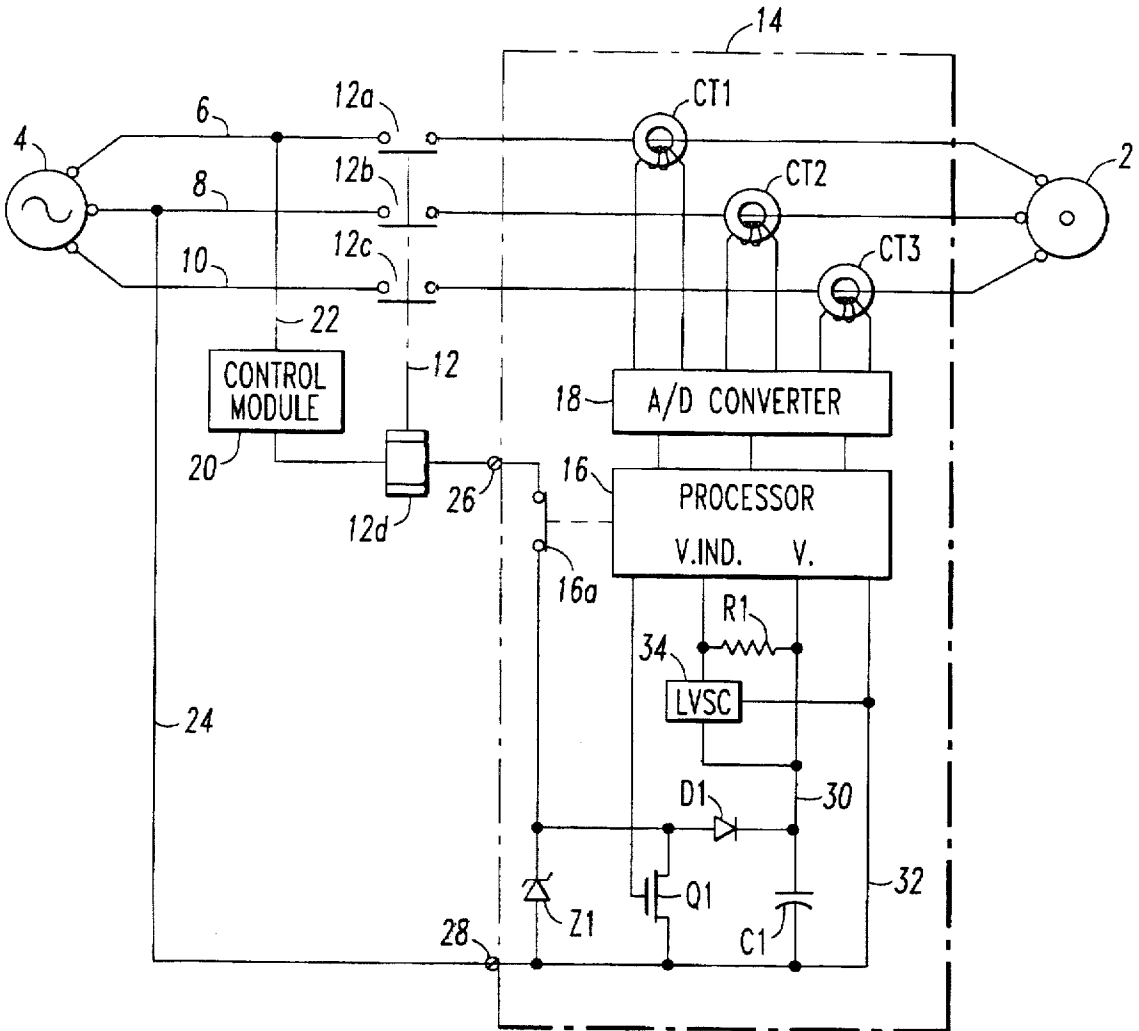 14
CT1
12a
6
4
12b
CT2
2
8
12c
CT3
10
22
12
CONTROL
MODULE
18
A/D CONVERTER
20
16
PROCESSOR
26
12d
V.IND.
V.
16a
R1
34
LVSC
24
30
D1
32
Q1
Z1
C1
28